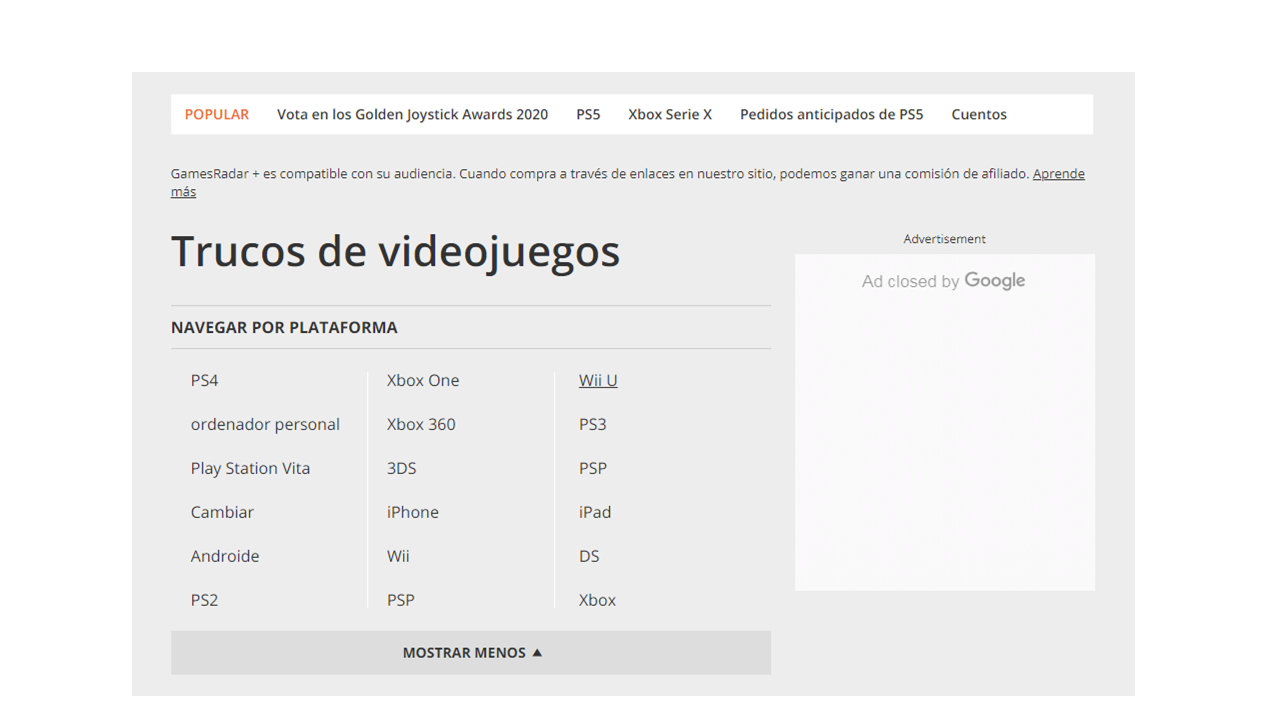 POPULAR Vota en los Golden Joystick Awards 2020 PS5 Xbox Serie X Pedidos anticipados de PS5 Cuentos
GamesRadar + es compatible con su audiencia. Cuando compra a través de enlaces en nuestro sitio, podemos ganar una comisión de afiliado. Aprende
más
Trucos de videojuegos
Advertisement
Ad closed by Google
NAVEGAR POR PLATAFORMA
PS4 Xbox One Wii U
ordenador personal Xbox 360 PS3
Play Station Vita 3DS PSP
Cambiar iPhone iPad
Androide Wii DS
PS2 PSP Xbox
MOSTRAR MENOS